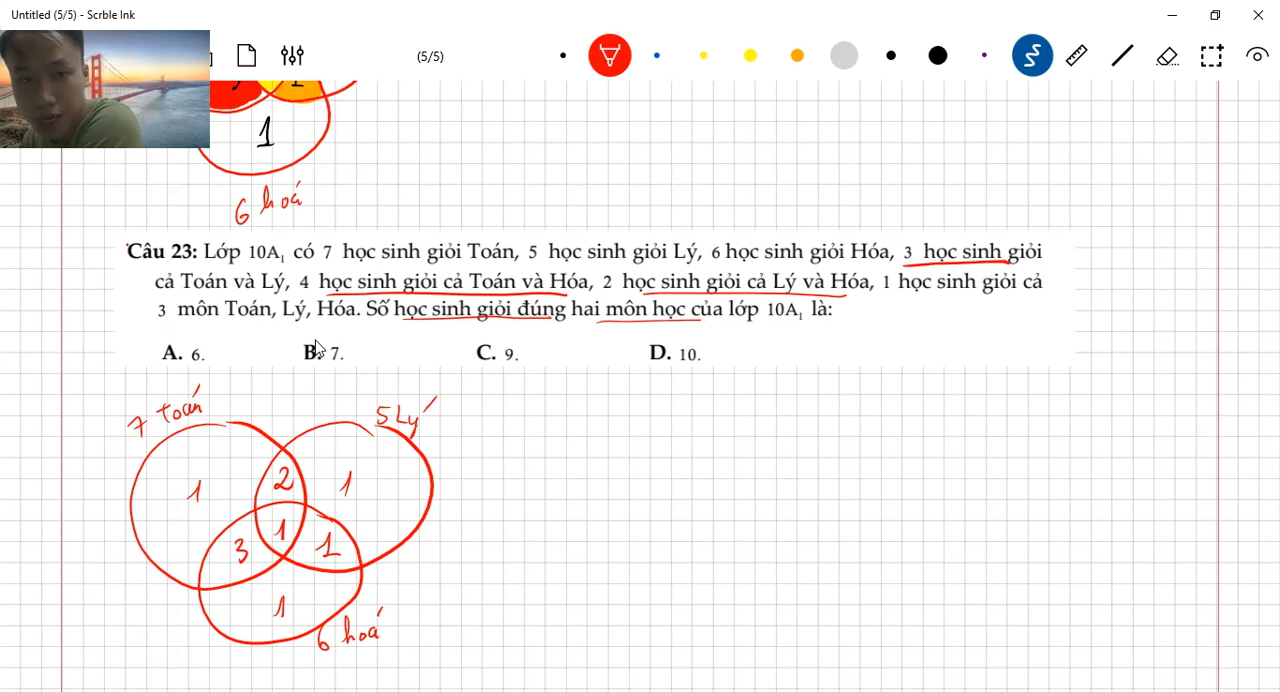 Untitled (5/5) - Scrble Ink
(5/5)
1
1
6 hoá
Câu 23: Lớp 10A₁ có 7 học sinh giỏi Toán, 5 học sinh giỏi Lý, 6 học sinh giỏi Hóa, 3 học sinh giỏi
cả Toán và Lý, 4 học sinh giỏi cả Toán và Hóa, 2 học sinh giỏi cả Lý và Hóa, 1 học sinh giỏi cả
3 môn Toán, Lý, Hóa. Số học sinh giỏi đúng hai môn học của lớp 10A₁ là:
A. 6. B. 7. C. 9. D. 10.
7 toán 5 Lý
1 2 1
3 1 1
1
6 hoá